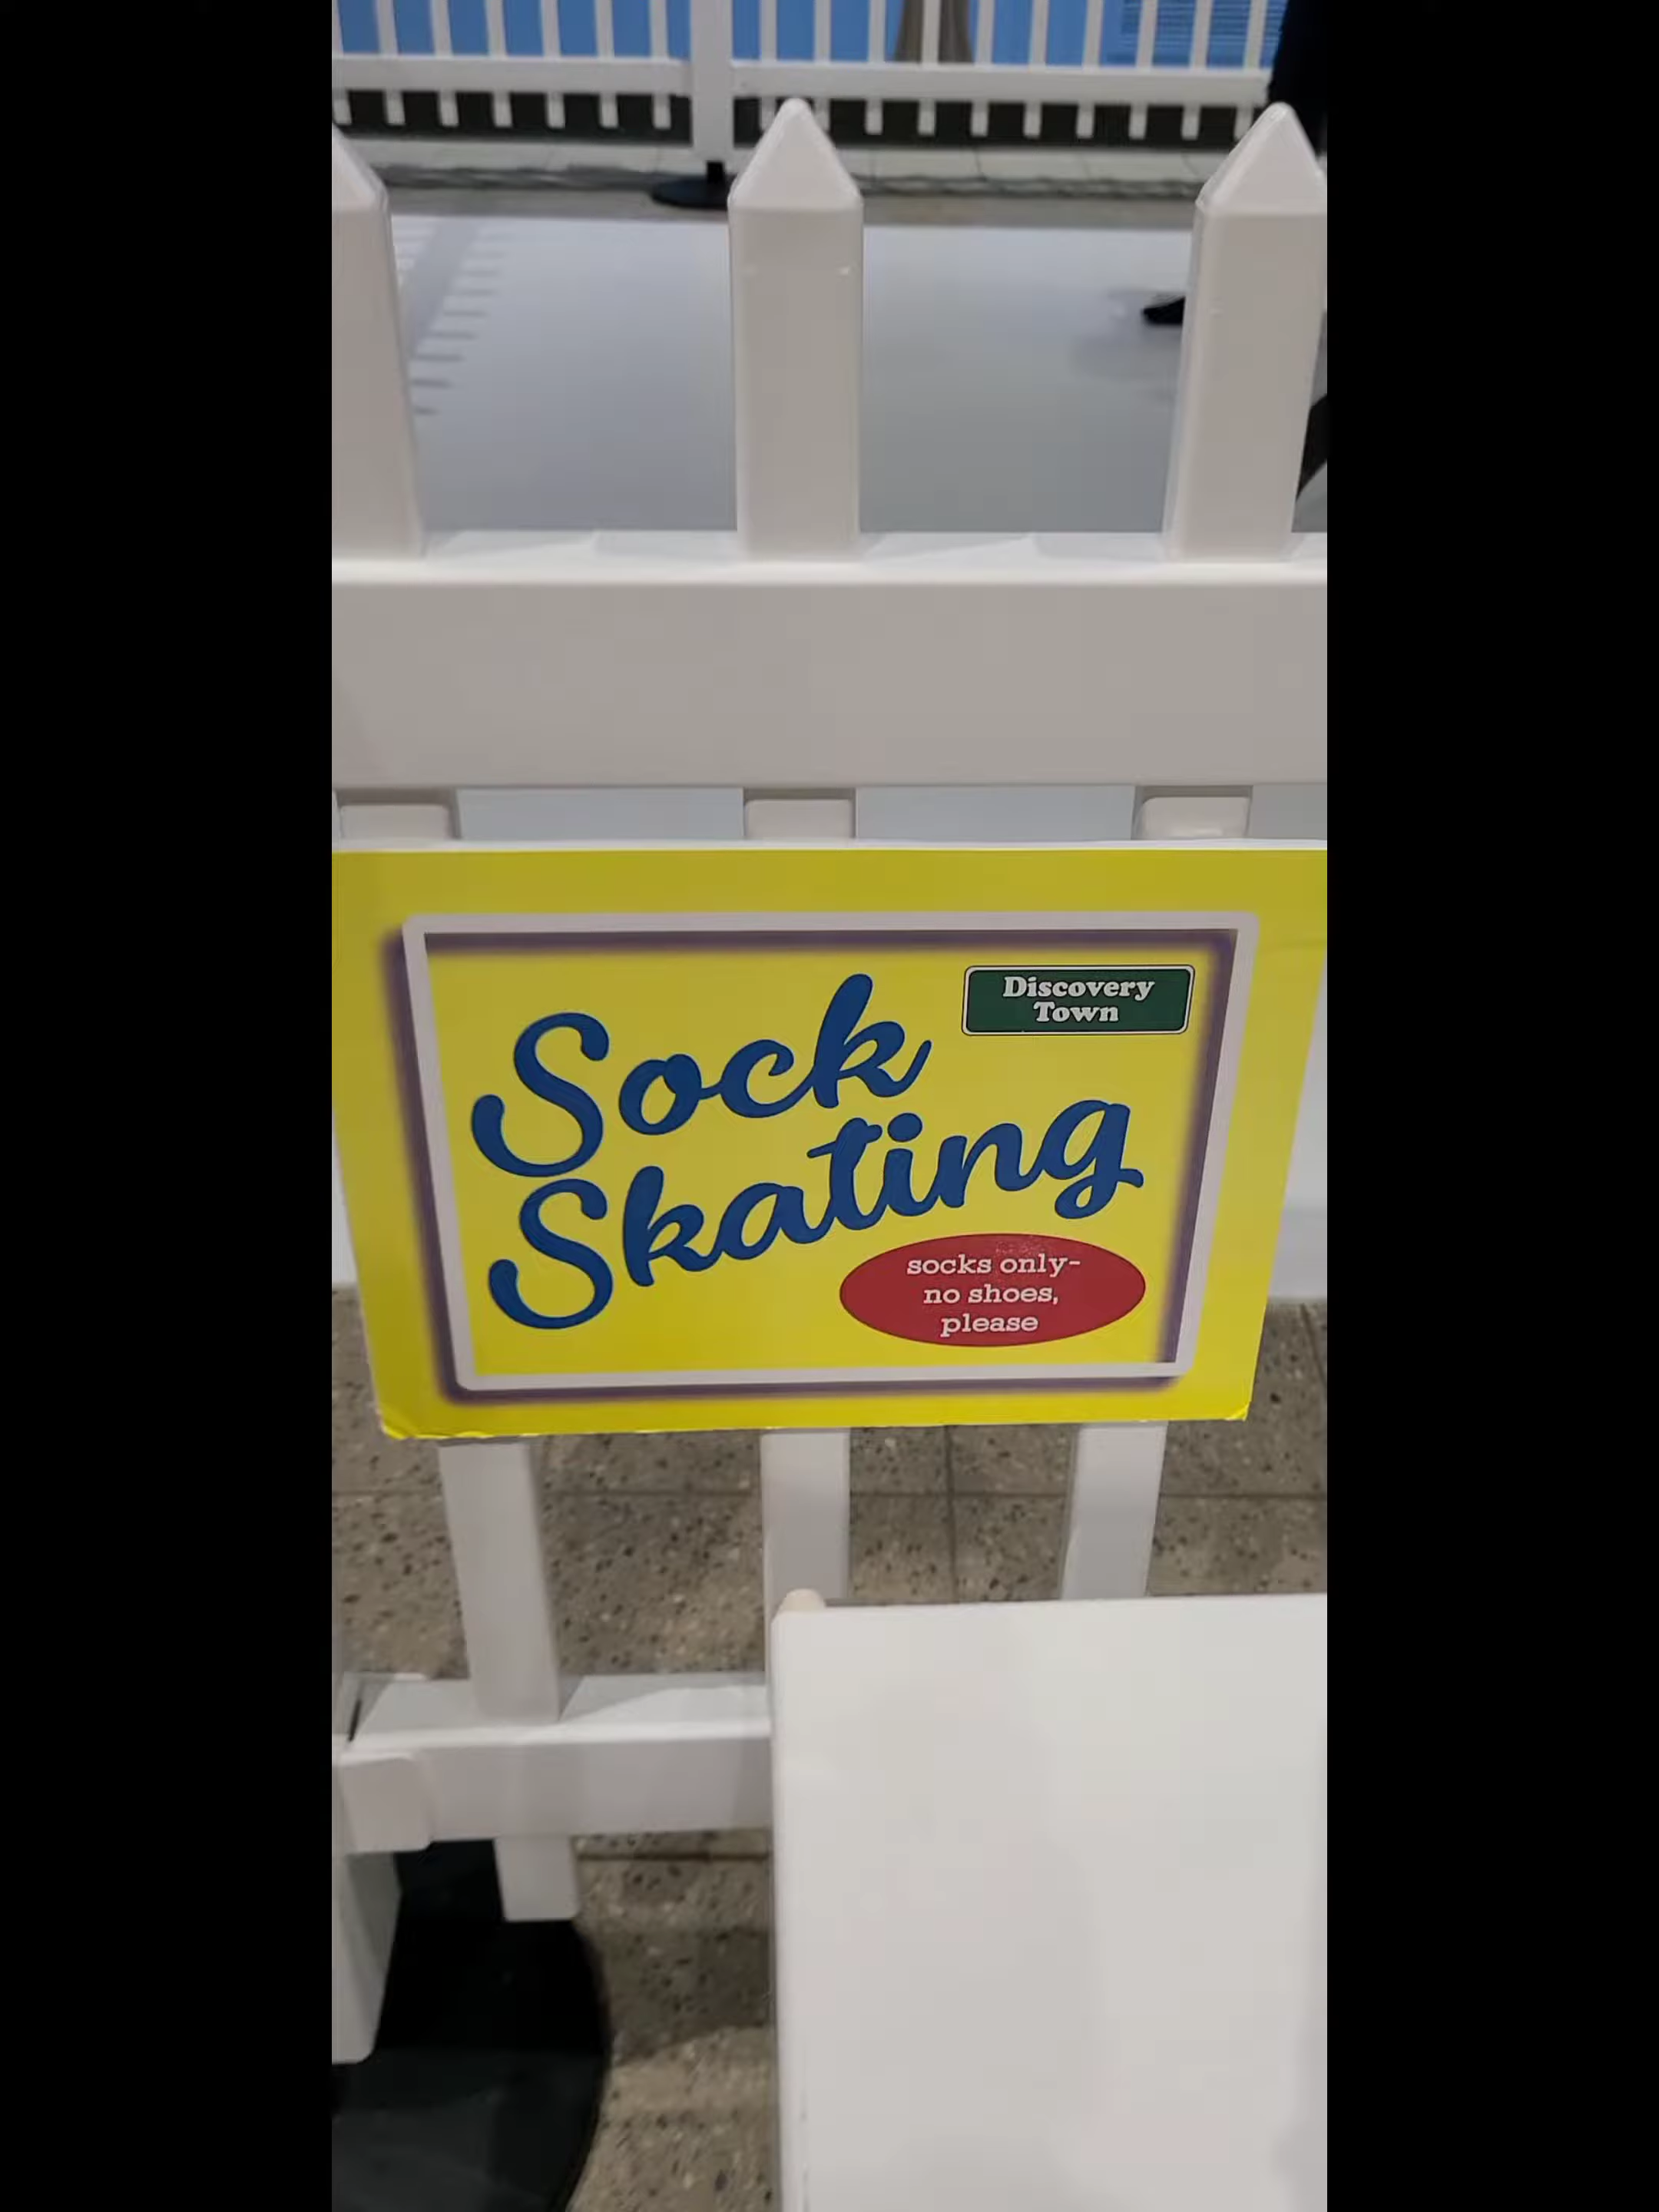 Discovery
Town
Sock
Skating
socks only-
no shoes,
please